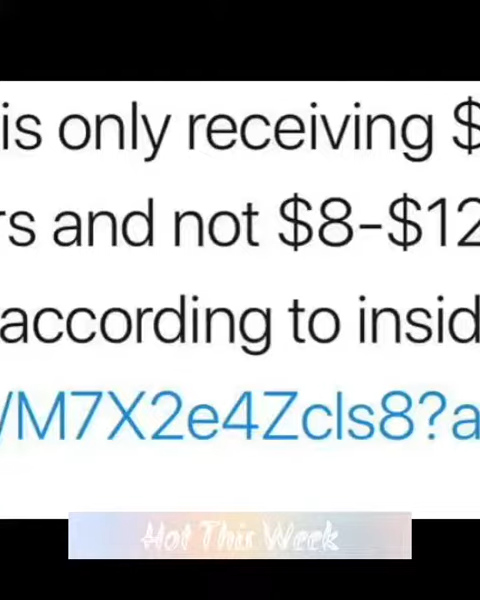 is only receiving $
rs and not $8-$12
according to insid
/M7X2e4Zcls8?a
Hot This Week